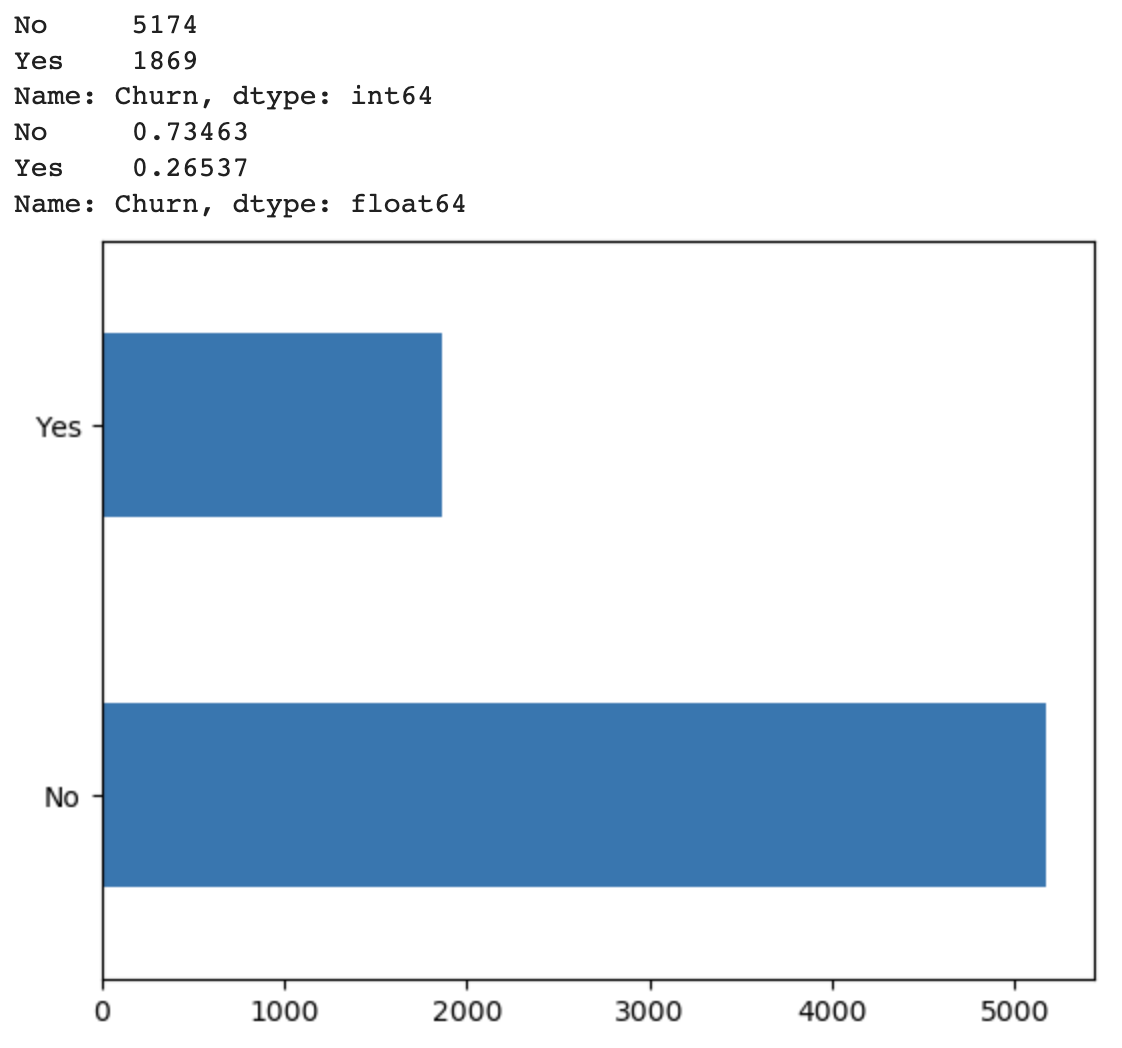 No     5174
Yes    1869
Name: Churn, dtype: int64
No     0.73463
Yes    0.26537
Name: Churn, dtype: float64
Yes
No
0 1000 2000 3000 4000 5000